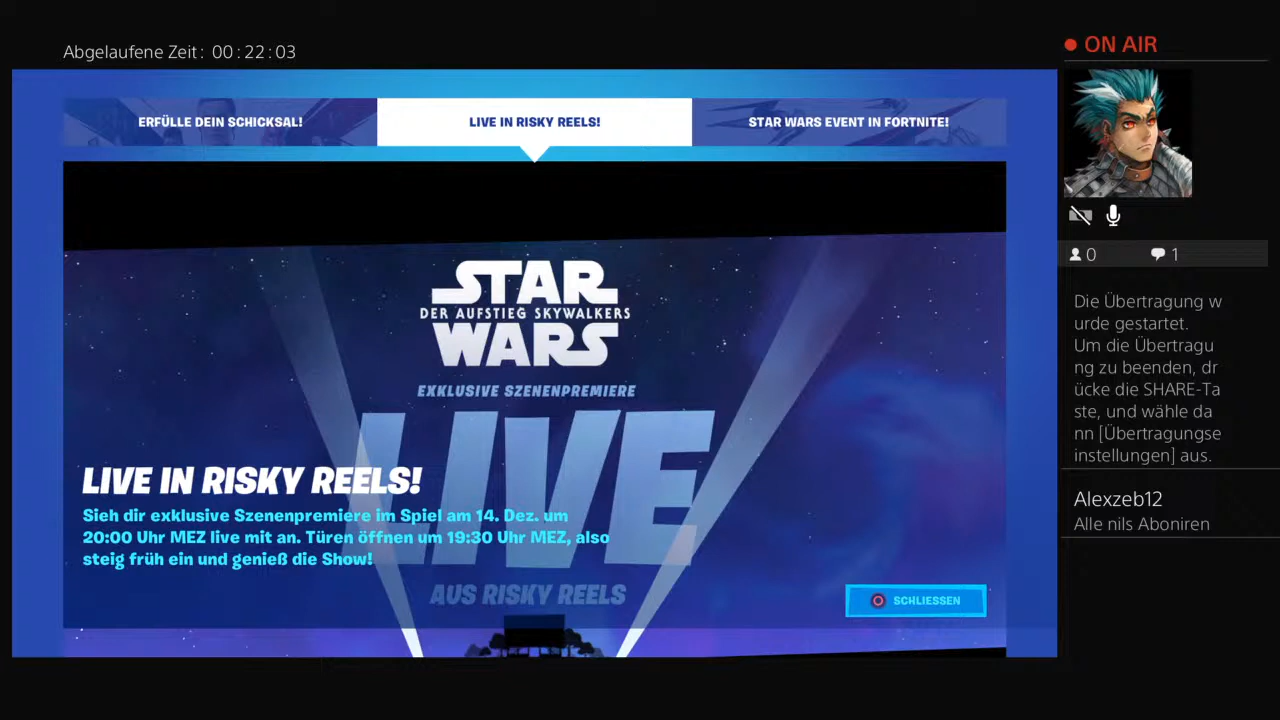 Abgelaufene Zeit: 00:22:03
ON AIR
ERFÜLLE DEIN SCHICKSAL!
LIVE IN RISKY REELS!
STAR WARS EVENT IN FORTNITE!
STAR
DER AUFSTIEG SKYWALKERS
WARS
EXKLUSIVE SZENENPREMIERE
LIVE
AUS RISKY REELS
LIVE IN RISKY REELS!
Sieh dir exklusive Szenenpremiere im Spiel am 14. Dez. um
20:00 Uhr MEZ live mit an. Türen öffnen um 19:30 Uhr MEZ, also
steig früh ein und genieß die Show!
SCHLIESSEN
0
1
Die Übertragung w
urde gestartet.
Um die Übertragu
ng zu beenden, dr
ücke die SHARE-Ta
ste, und wähle da
nn [Übertragungse
instellungen] aus.
Alexzeb12
Alle nils Aboniren